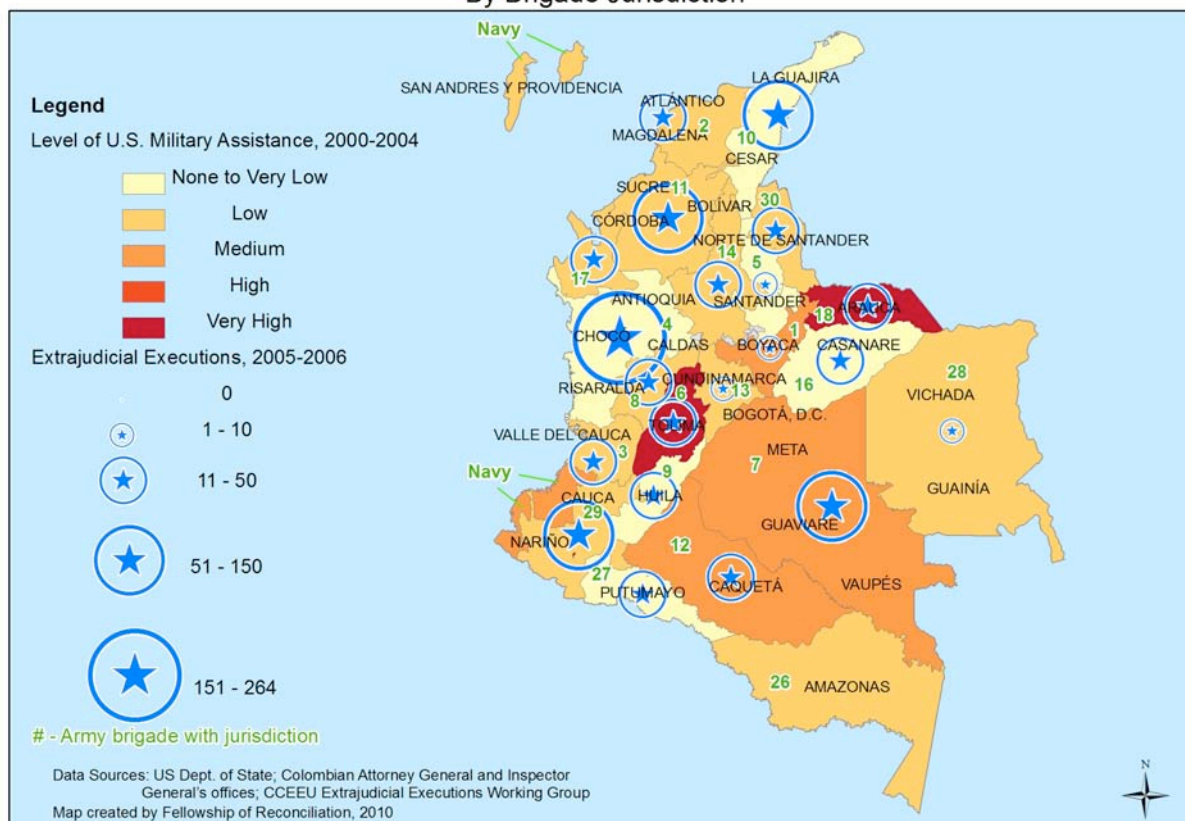 By Brigade Jurisdiction
Legend
Level of U.S. Military Assistance, 2000-2004
None to Very Low
Low
Medium
High
Very High
Extrajudicial Executions, 2005-2006
0
1 - 10
11 - 50
51 - 150
151 - 264
# - Army brigade with jurisdiction
Data Sources: US Dept. of State; Colombian Attorney General and Inspector
General's offices; CCEEU Extrajudicial Executions Working Group
Map created by Fellowship of Reconciliation, 2010
Navy
SAN ANDRES Y PROVIDENCIA
LA GUAJIRA
ATLÁNTICO
2
MAGDALENA
10
CESAR
SUCRE
11
BOLÍVAR
30
CÓRDOBA
NORTE DE SANTANDER
14
5
17
ANTIOQUIA
SANTANDER
ARAUCA
18
4
1
CHOCÓ
CALDAS
BOYACA
CASANARE
28
RISARALDA
CUNDINAMARCA
16
VICHADA
8
6
13
BOGOTÁ, D.C.
TOLIMA
VALLE DEL CAUCA
3
META
Navy
9
7
CAUCA
HUILA
GUAINÍA
29
GUAVIARE
NARIÑO
12
27
CAQUETÁ
VAUPÉS
PUTUMAYO
26
AMAZONAS
N